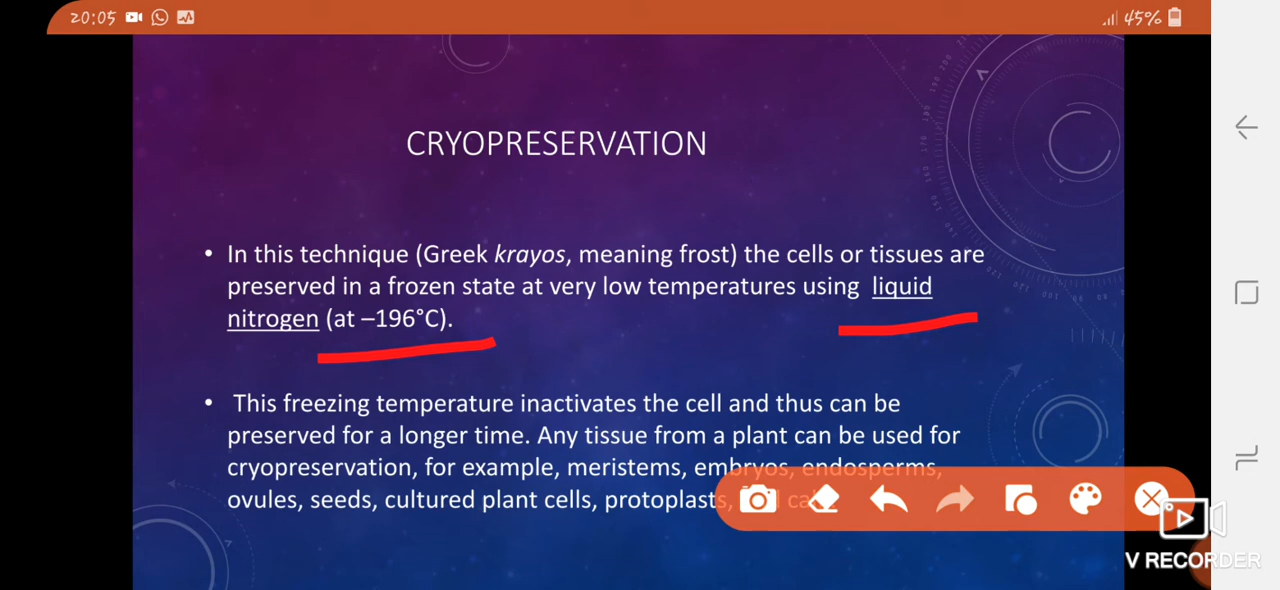 20:05
45%
CRYOPRESERVATION
• In this technique (Greek krayos, meaning frost) the cells or tissues are
preserved in a frozen state at very low temperatures using liquid
nitrogen (at –196°C).
• This freezing temperature inactivates the cell and thus can be
preserved for a longer time. Any tissue from a plant can be used for
cryopreservation, for example, meristems, embryos, endosperms,
ovules, seeds, cultured plant cells, protoplasts,
V RECORDER